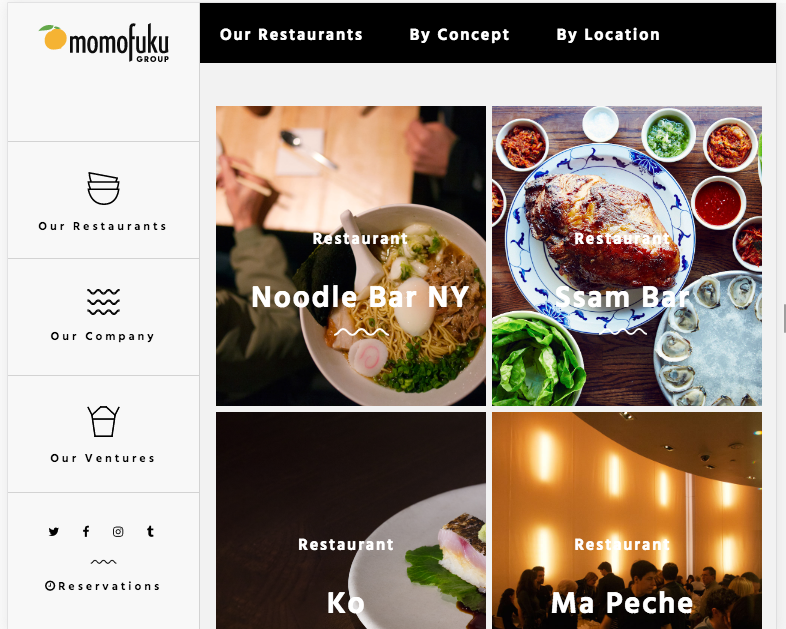 momofuku
GROUP
Our Restaurants
Our Company
Our Ventures
Reservations
Our Restaurants By Concept By Location
Restaurant
Noodle Bar NY
Restaurant
Ssam Bar
Restaurant
Ko
Restaurant
Ma Peche